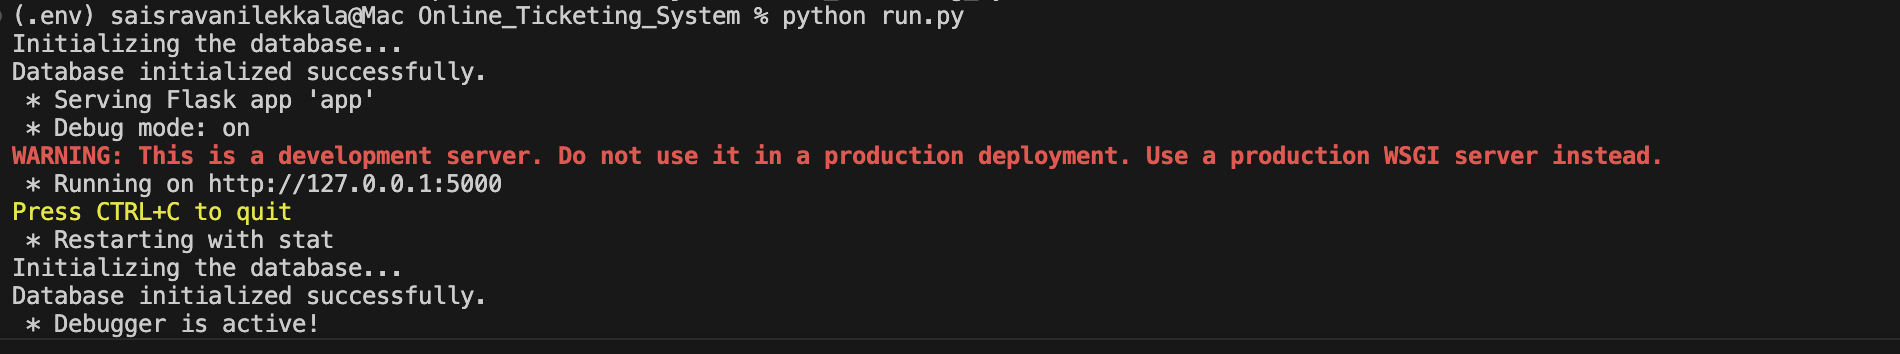 (.env) saisravanilekkala@Mac Online_Ticketing_System % python run.py
Initializing the database...
Database initialized successfully.
 * Serving Flask app 'app'
 * Debug mode: on
WARNING: This is a development server. Do not use it in a production deployment. Use a production WSGI server instead.
 * Running on http://127.0.0.1:5000
Press CTRL+C to quit
 * Restarting with stat
Initializing the database...
Database initialized successfully.
 * Debugger is active!